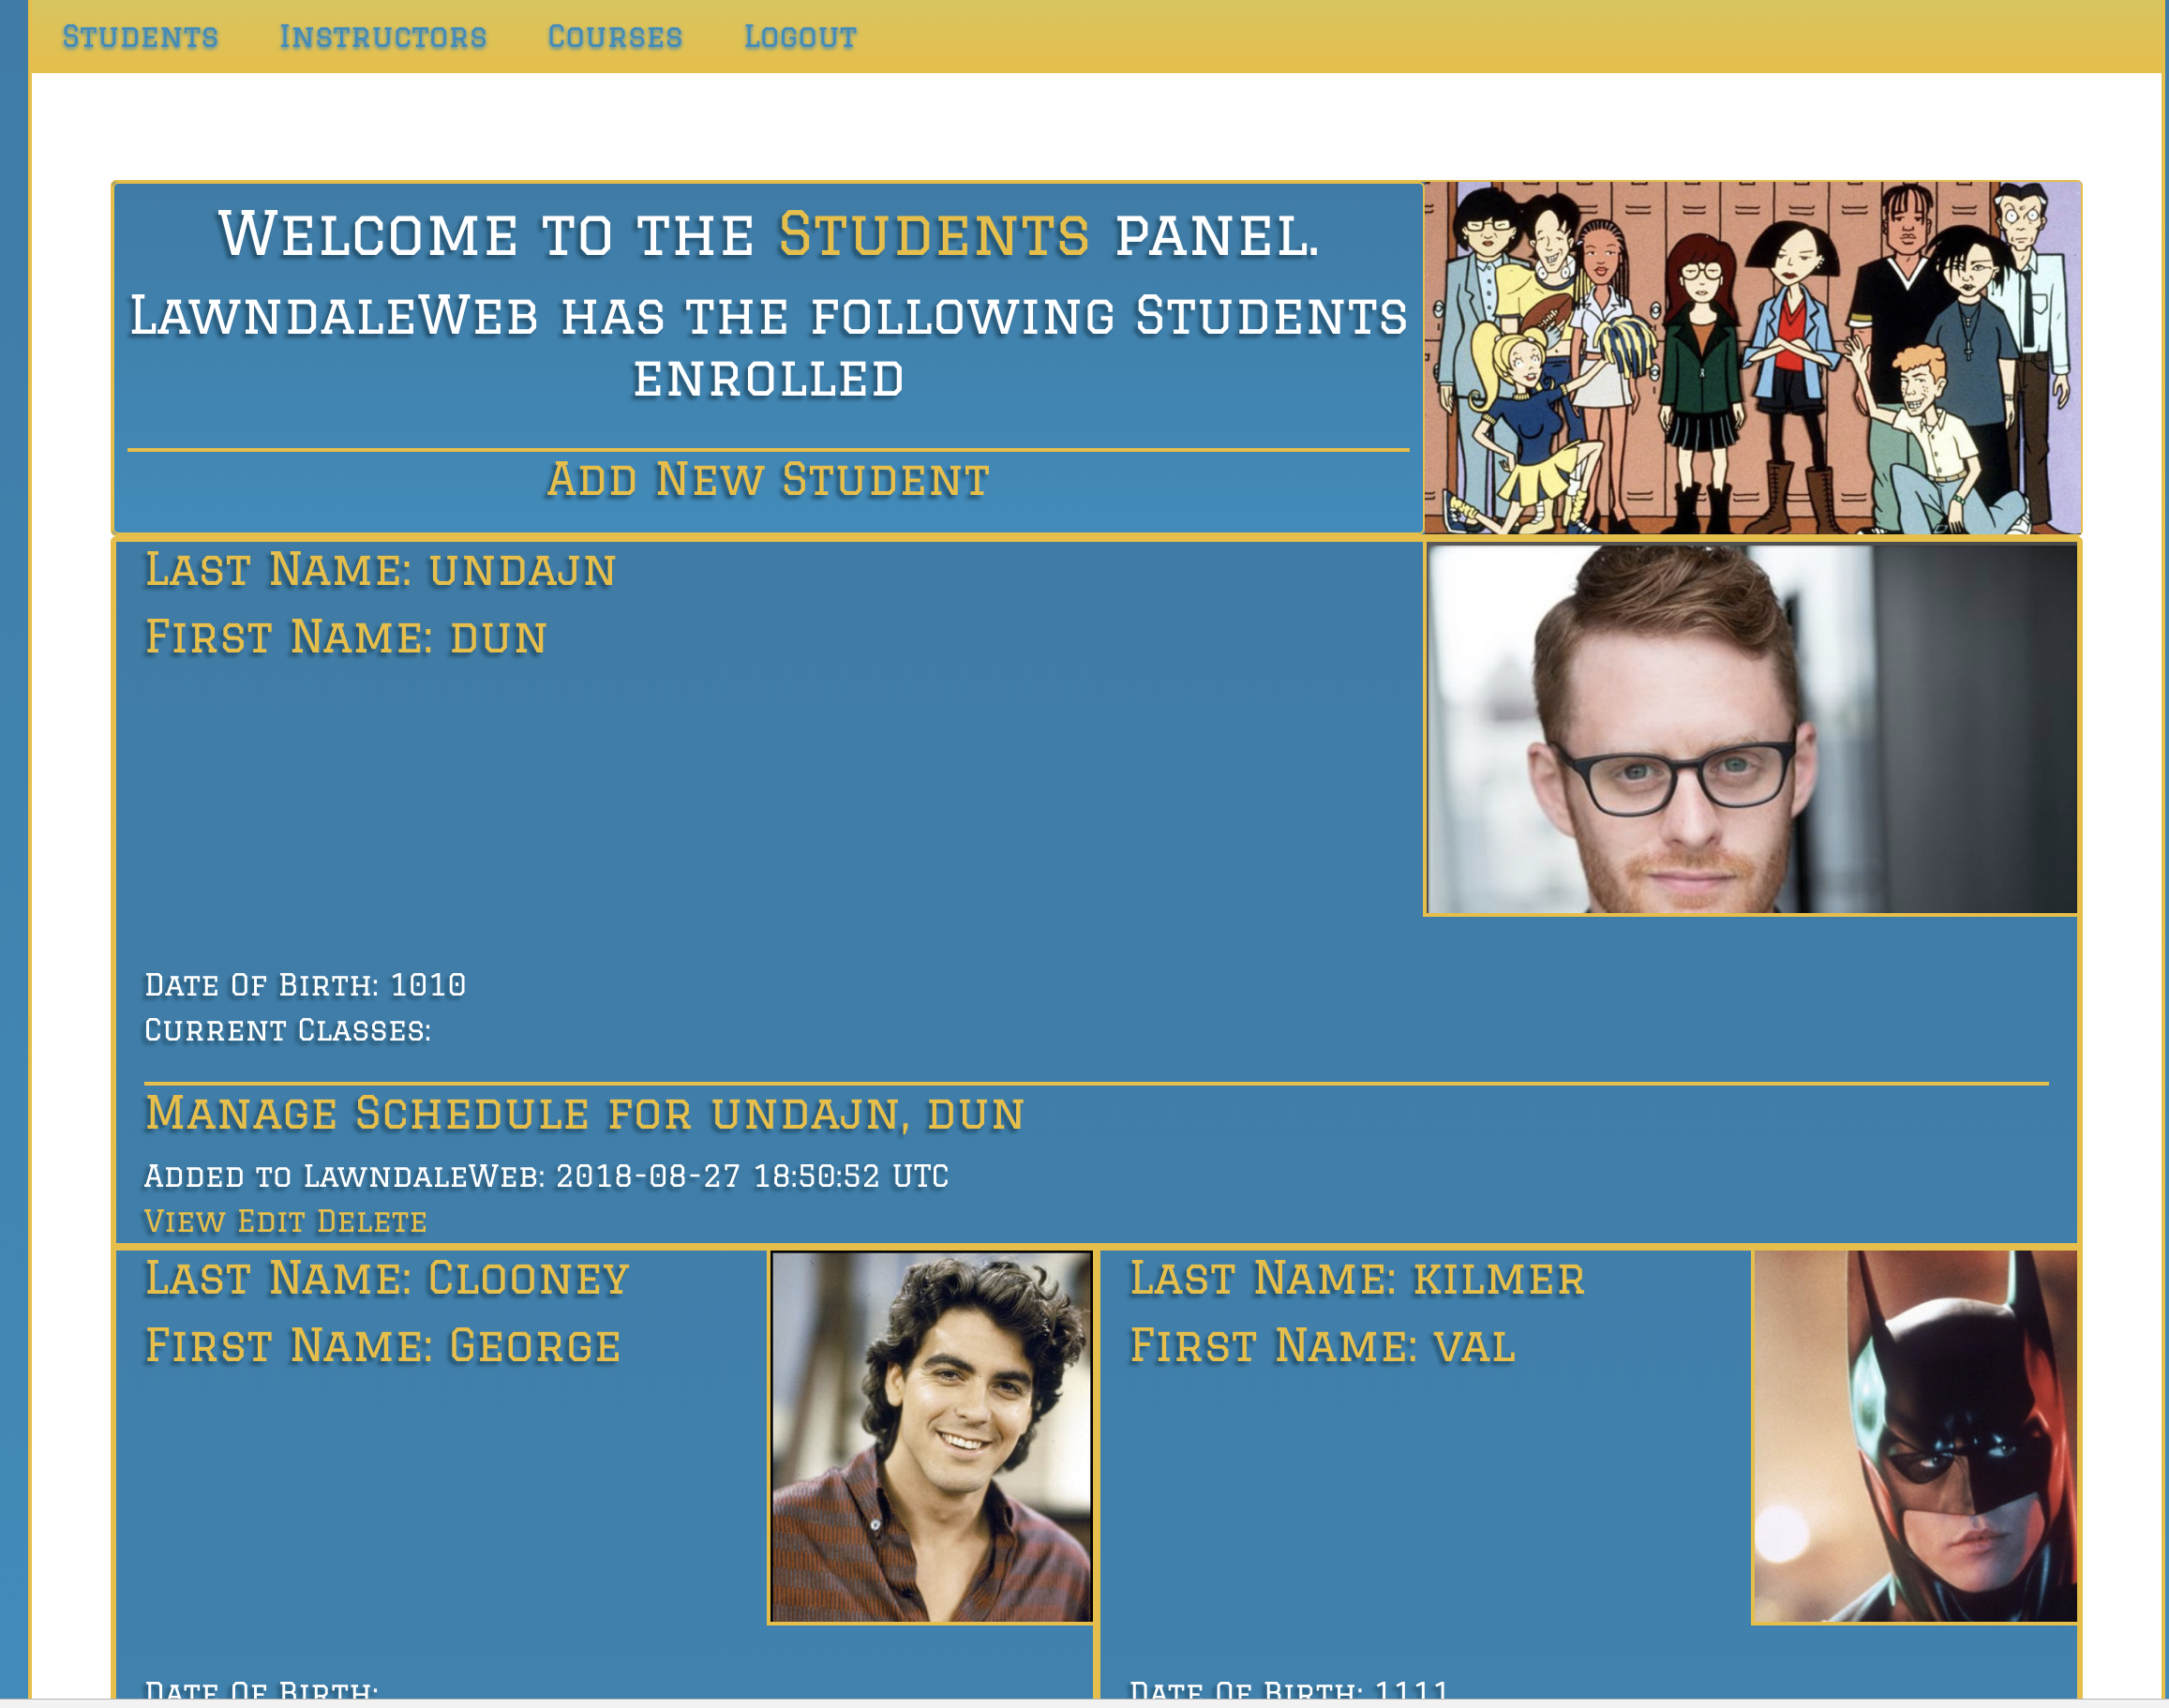 Students Instructors Courses Logout
Welcome to the Students panel.
LawndaleWeb has the following Students
enrolled
Add New Student
Last Name: undajn
First Name: dun
Date Of Birth: 1010
Current Classes:
Manage Schedule for undajn, dun
Added to LawndaleWeb: 2018-08-27 18:50:52 UTC
View Edit Delete
Last Name: Clooney
First Name: George
Date Of Birth:
Last Name: kilmer
First Name: val
Date Of Birth: 1111